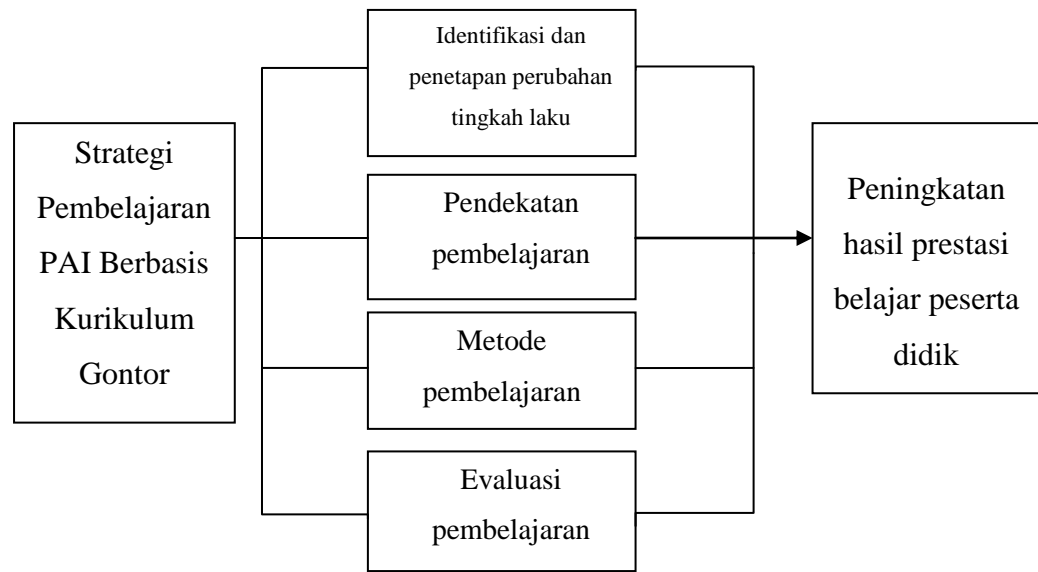 Strategi
Pembelajaran
PAI Berbasis
Kurikulum
Gontor
Identifikasi dan
penetapan perubahan
tingkah laku
Pendekatan
pembelajaran
Metode
pembelajaran
Evaluasi
pembelajaran
Peningkatan
hasil prestasi
belajar peserta
didik